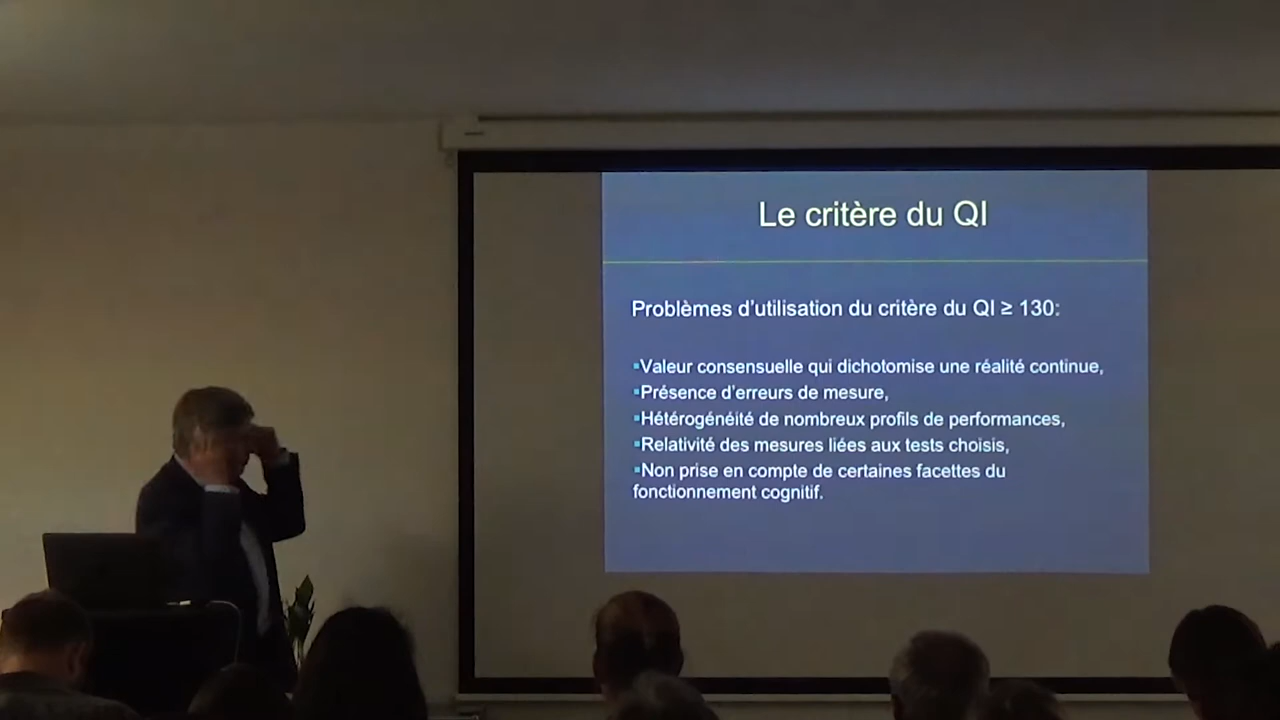 Le critère du QI
Problèmes d’utilisation du critère du QI ≥ 130:
▪Valeur consensuelle qui dichotomise une réalité continue,
▪Présence d’erreurs de mesure,
▪Hétérogénéité de nombreux profils de performances,
▪Relativité des mesures liées aux tests choisis,
▪Non prise en compte de certaines facettes du
fonctionnement cognitif.